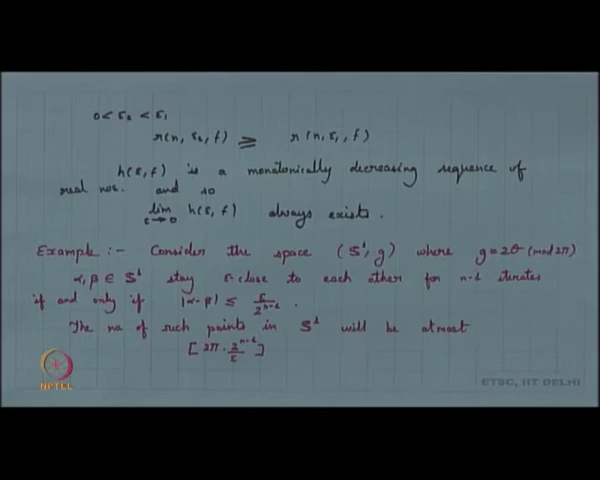 0 < ε₂ < ε₁
r(n, ε₂, f) ≥ r(n, ε₁, f)
h(ε, f) is a monotonically decreasing sequence of
real nos. and so
lim ε→0 h(ε, f) always exists.
Example :- Consider the space (S¹, g) where g = 2θ (mod 2π)
α, β ∈ S¹ stay ε-close to each other for n-1 iterates
if and only if |α-β| ≤ ε/2ⁿ⁻¹ .
The no of such points in S¹ will be atmost
[ 2π · 2ⁿ⁻¹/ε ]
NPTEL
ETSC, IIT DELHI